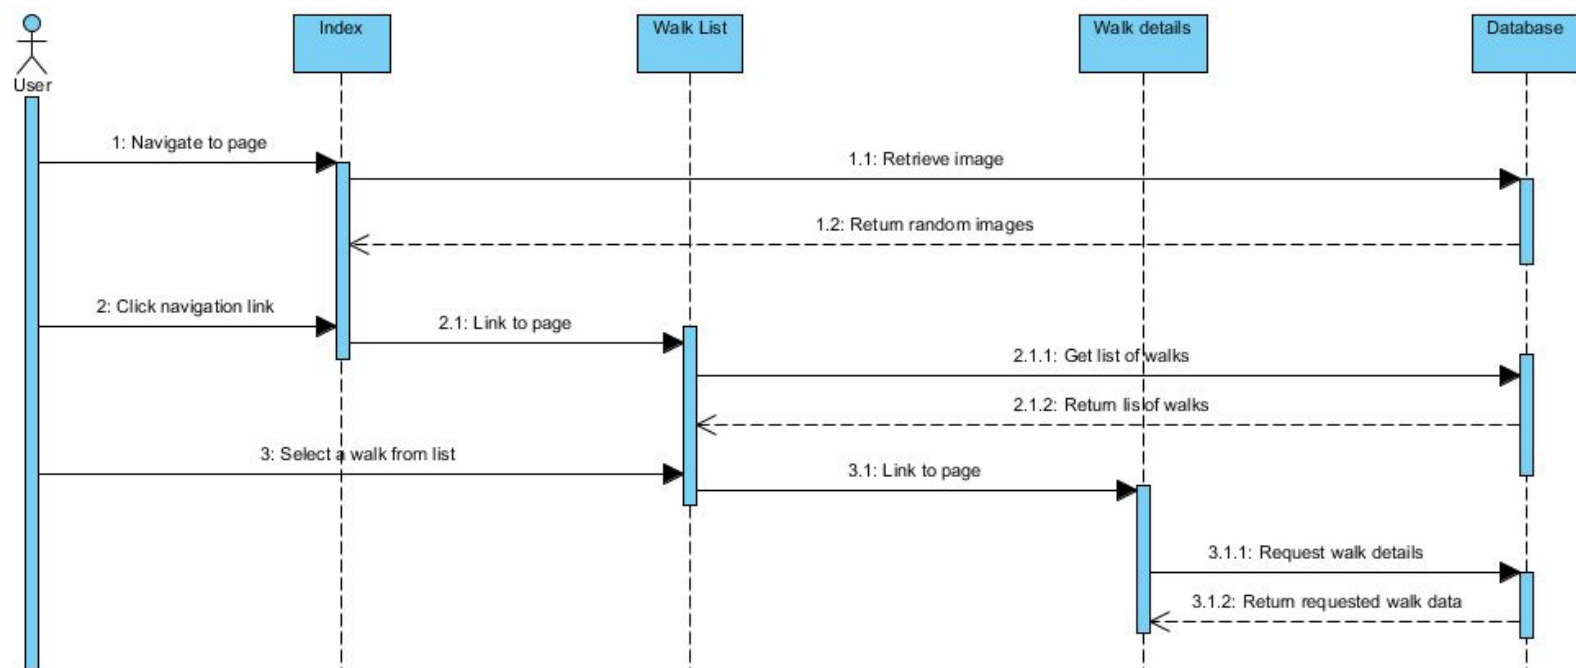 Index
Walk List
Walk details
Database
User
1: Navigate to page
1.1: Retrieve image
1.2: Return random images
2: Click navigation link
2.1: Link to page
2.1.1: Get list of walks
2.1.2: Return lis of walks
3: Select a walk from list
3.1: Link to page
3.1.1: Request walk details
3.1.2: Return requested walk data